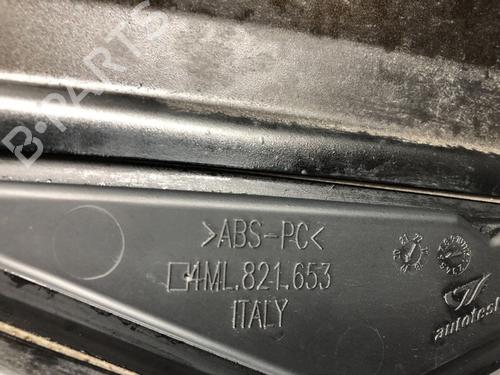 B-PARTS
>ABS-PC<
4ML.821.653
ITALY
autotest